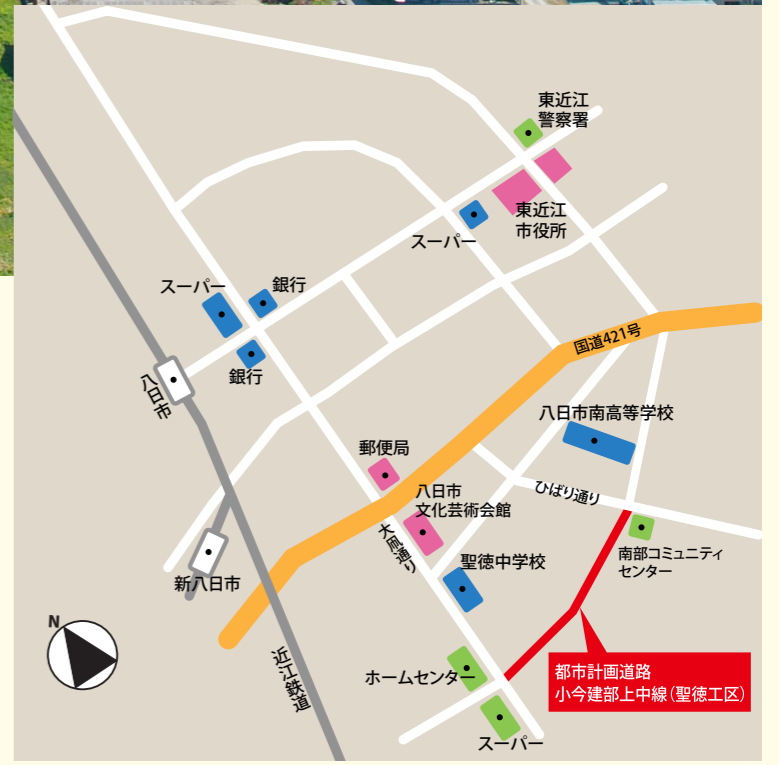 東近江
警察署
東近江
市役所
スーパー
スーパー
銀行
銀行
八日市
国道421号
八日市南高等学校
郵便局
八日市
文化芸術会館
ひばり通り
大凧通り
南部コミュニティ
センター
聖徳中学校
新八日市
N
近江鉄道
ホームセンター
都市計画道路
小今建部上中線(聖徳工区)
スーパー